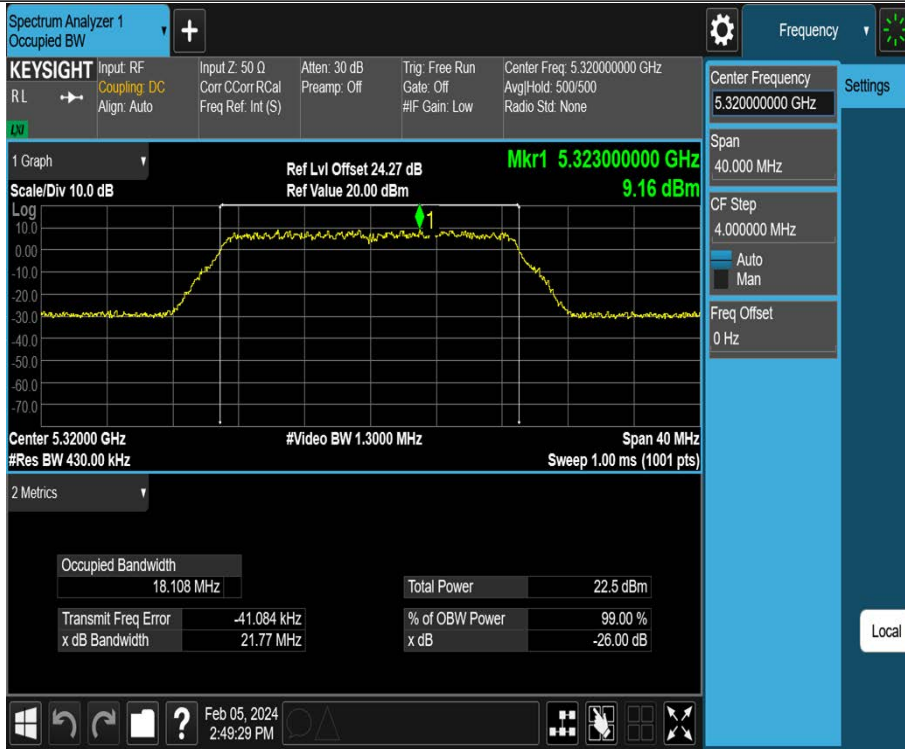 Spectrum Analyzer 1
Occupied BW
+
Frequency
KEYSIGHT
RL
LXI
Input: RF
Coupling: DC
Align: Auto
Input Z: 50 Ω
Corr CCorr RCal
Freq Ref: Int (S)
Atten: 30 dB
Preamp: Off
Trig: Free Run
Gate: Off
#IF Gain: Low
Center Freq: 5.320000000 GHz
Avg|Hold: 500/500
Radio Std: None
Center Frequency
5.320000000 GHz
Settings
Span
40.000 MHz
CF Step
4.000000 MHz
Auto
Man
Freq Offset
0 Hz
1 Graph
Scale/Div 10.0 dB
Ref Lvl Offset 24.27 dB
Ref Value 20.00 dBm
Mkr1 5.323000000 GHz
9.16 dBm
Log
10.0
0.00
-10.0
-20.0
-30.0
-40.0
-50.0
-60.0
-70.0
1
Center 5.32000 GHz
#Video BW 1.3000 MHz
Span 40 MHz
#Res BW 430.00 kHz
Sweep 1.00 ms (1001 pts)
2 Metrics
Occupied Bandwidth
18.108 MHz
Total Power 22.5 dBm
Transmit Freq Error -41.084 kHz
% of OBW Power 99.00 %
x dB Bandwidth 21.77 MHz
x dB -26.00 dB
Local
?
Feb 05, 2024
2:49:29 PM